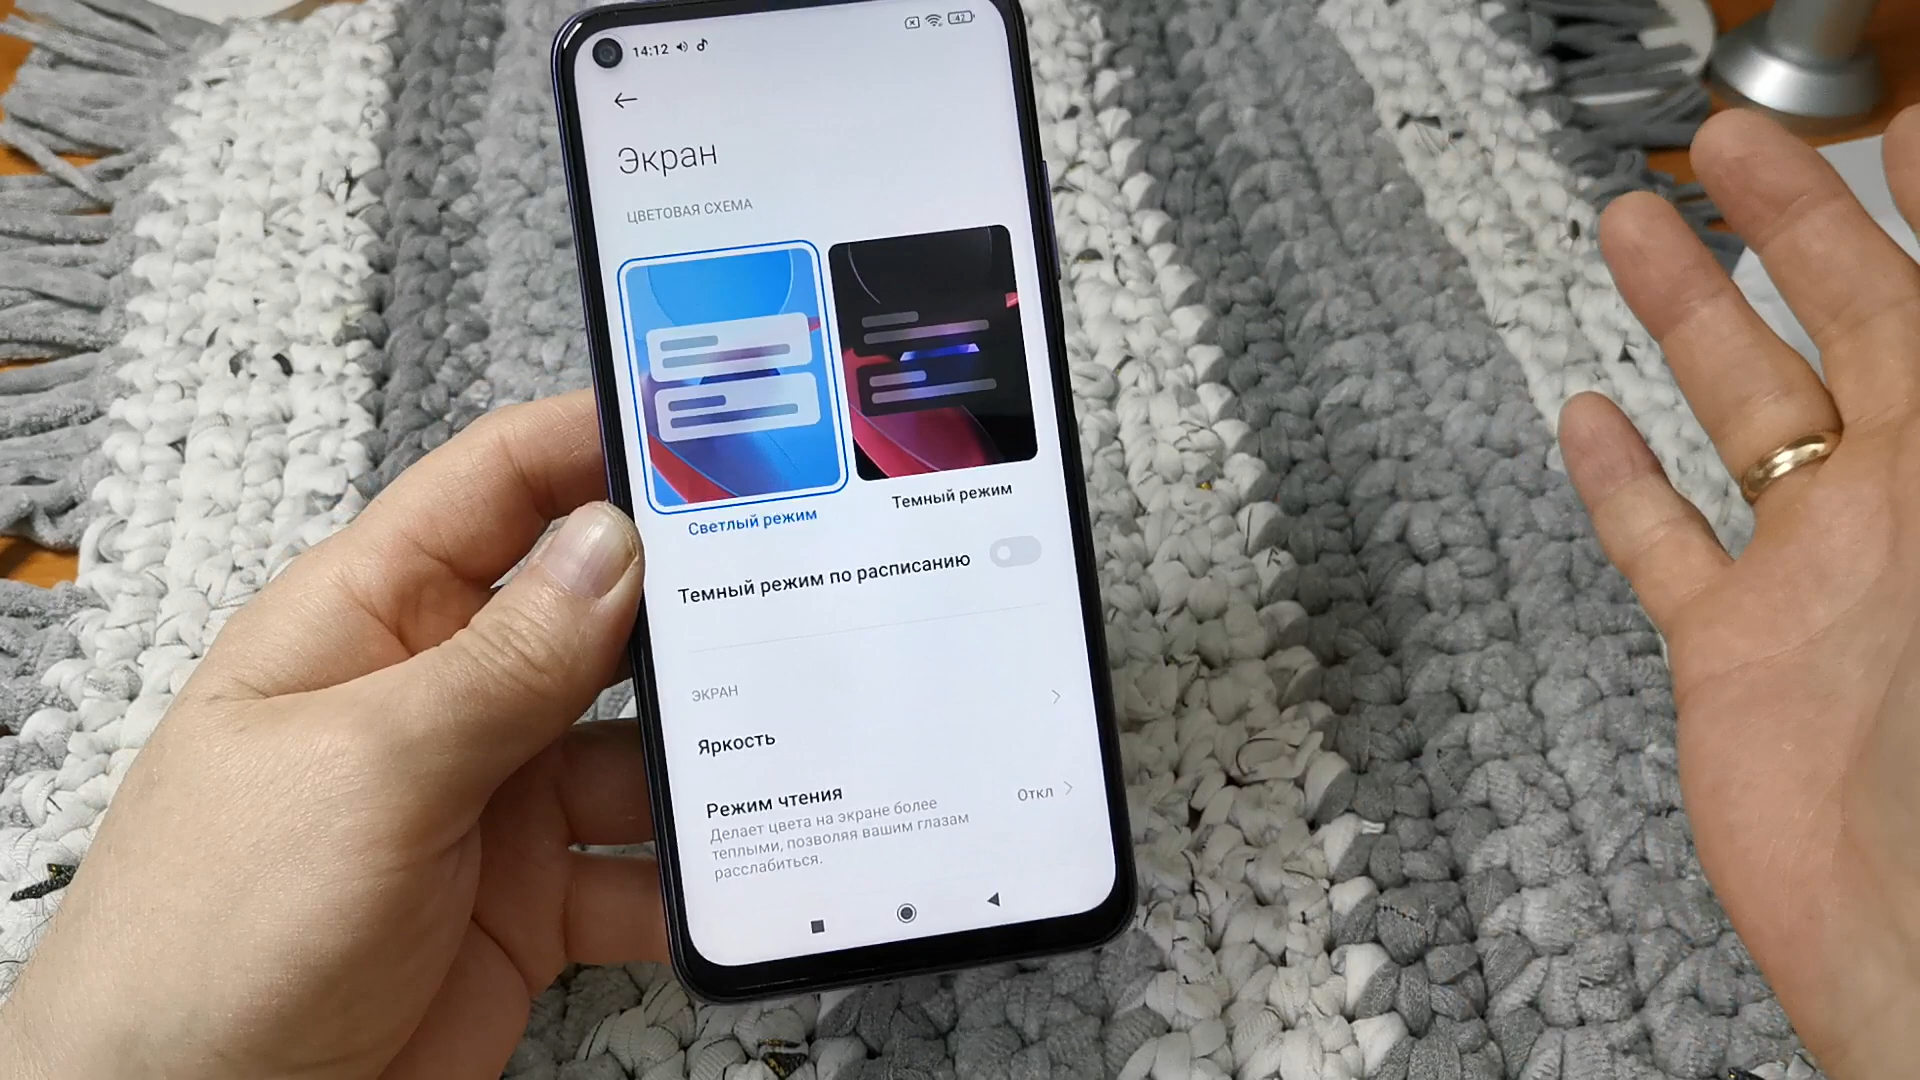 14:12
42
Экран
ЦВЕТОВАЯ СХЕМА
Светлый режим
Темный режим
Темный режим по расписанию
ЭКРАН
Яркость
Режим чтения
Откл
Делает цвета на экране более
теплыми, позволяя вашим глазам
расслабиться.